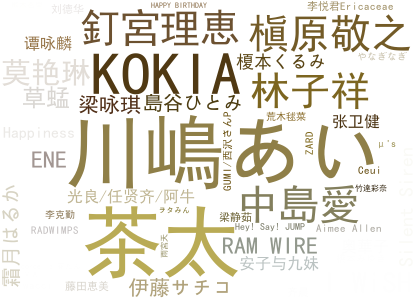 刘德华
HAPPY BIRTHDAY
李悦君Ericaceae
谭咏麟
釘宮理恵
槇原敬之
やなぎなぎ
莫艳琳
KOKIA
榎本くるみ
草蜢
林子祥
梁咏琪
島谷ひとみ
GUMI/西沢さんP
荒木毬菜
张卫健
Happiness
川嶋あい
ZARD
μ's
ENE
Ceui
光良/任贤齐/阿牛
中島愛
竹達彩奈
霜月はるか
李克勤
茶太
ヲタみん
梁静茹
RADWIMPS
Hey! Say! JUMP
Aimee Allen
RAM WIRE
安子与九妹
藤田恵美
伊藤サチコ